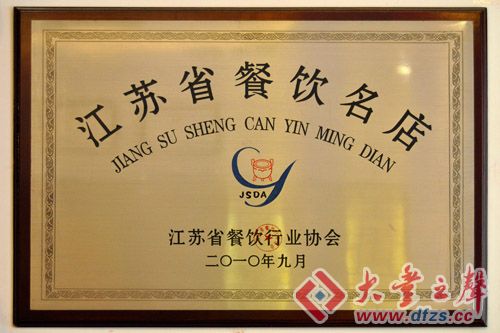 江苏省餐饮名店
JIANG SU SHENG CAN YIN MING DIAN
JSDA
江苏省餐饮行业协会
二〇一〇年九月
大丰之声
www.dfzs.cc